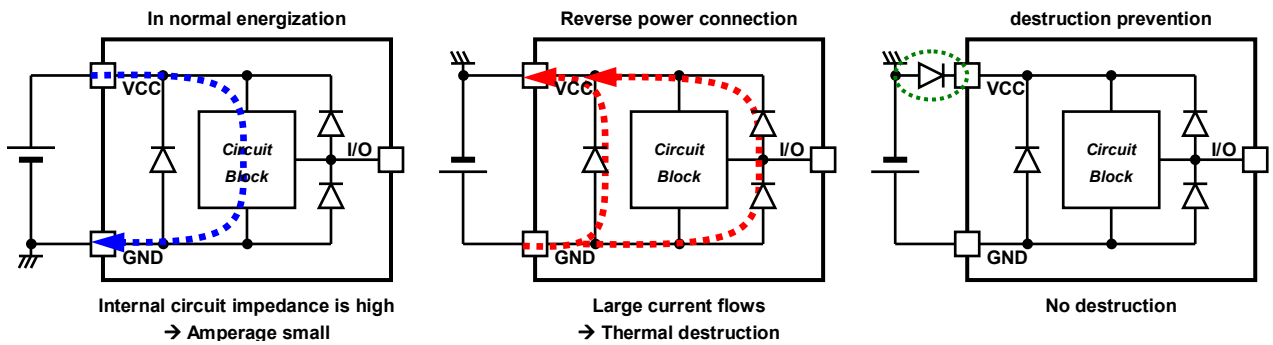 In normal energization
VCC
Circuit
Block
I/O
GND
Internal circuit impedance is high
→ Amperage small
Reverse power connection
VCC
Circuit
Block
I/O
GND
Large current flows
→ Thermal destruction
destruction prevention
VCC
Circuit
Block
I/O
GND
No destruction